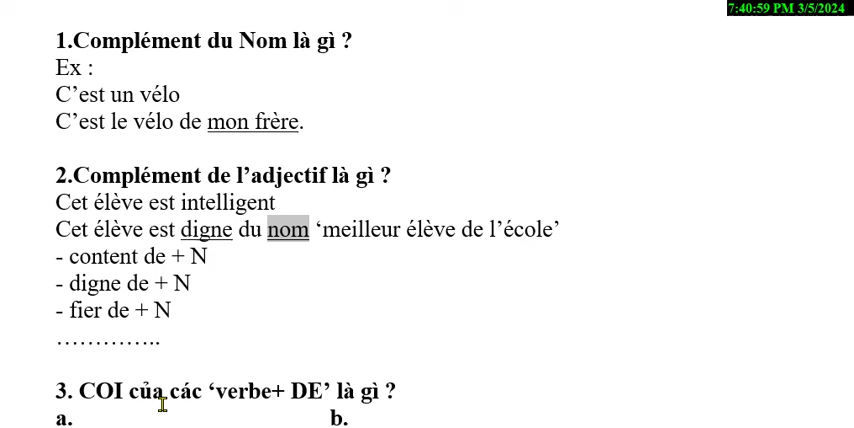 7:40:59 PM 3/5/2024
1.Complément du Nom là gì ?
Ex :
C’est un vélo
C’est le vélo de mon frère.
2.Complément de l’adjectif là gì ?
Cet élève est intelligent
Cet élève est digne du nom ‘meilleur élève de l’école’
- content de + N
- digne de + N
- fier de + N
…………..
3. COI của các ‘verbe+ DE’ là gì ?
a. b.